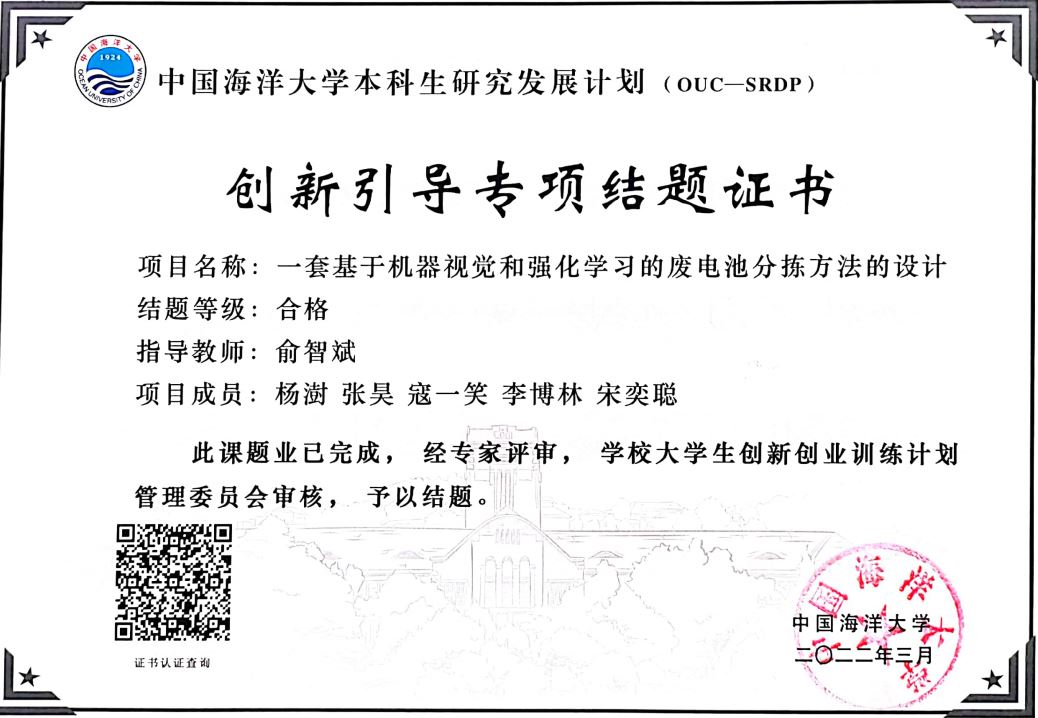 中国海洋大学
1924
OCEAN UNIVERSITY OF CHINA
中国海洋大学本科生研究发展计划（OUC—SRDP）
创新引导专项结题证书
项目名称：一套基于机器视觉和强化学习的废电池分拣方法的设计
结题等级：合格
指导教师：俞智斌
项目成员：杨澍 张昊 寇一笑 李博林 宋奕聪
此课题业已完成， 经专家评审， 学校大学生创新创业训练计划
管理委员会审核， 予以结题。
证书认证查询
中国海洋大学
中国海洋大学
二〇二二年三月